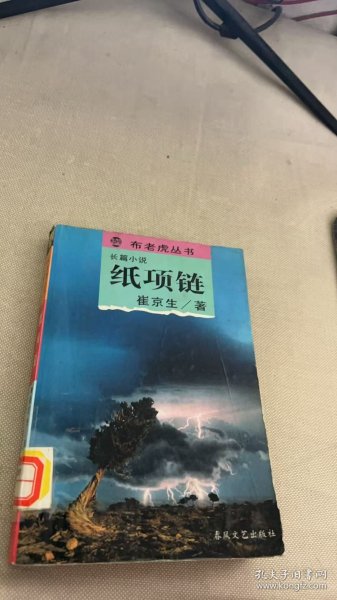 布老虎丛书
长篇小说
纸项链
崔京生/著
春风文艺出版社
孔夫子旧书网